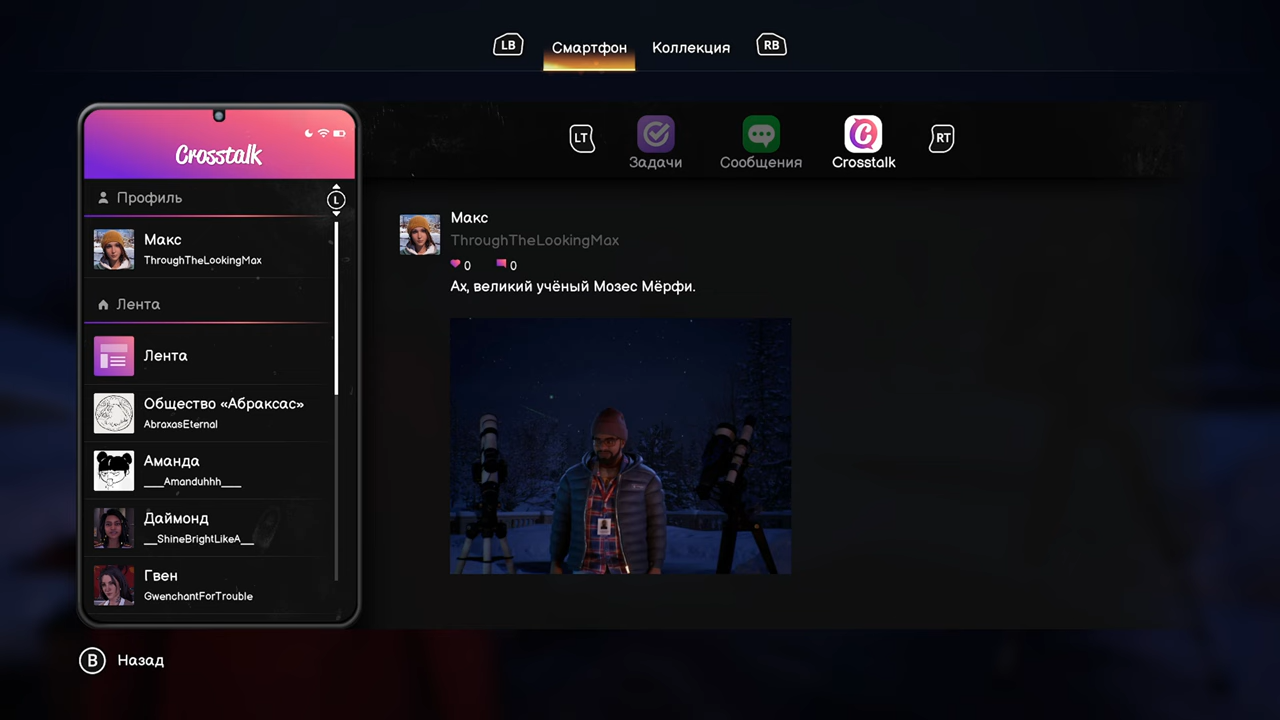 LB
Смартфон
Коллекция
RB
Crosstalk
Профиль
L
Макс
ThroughTheLookingMax
Лента
Лента
Общество «Абраксас»
AbraxasEternal
Аманда
___Amanduhhh___
Даймонд
__ShineBrightLikeA__
Гвен
GwenchantForTrouble
LT
Задачи
Сообщения
Crosstalk
RT
Макс
ThroughTheLookingMax
0
0
Ах, великий учёный Мозес Мёрфи.
B
Назад